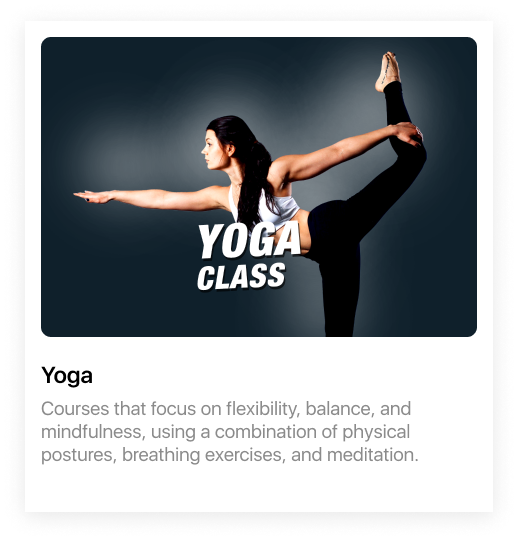 YOGA
CLASS
Yoga
Courses that focus on flexibility, balance, and
mindfulness, using a combination of physical
postures, breathing exercises, and meditation.